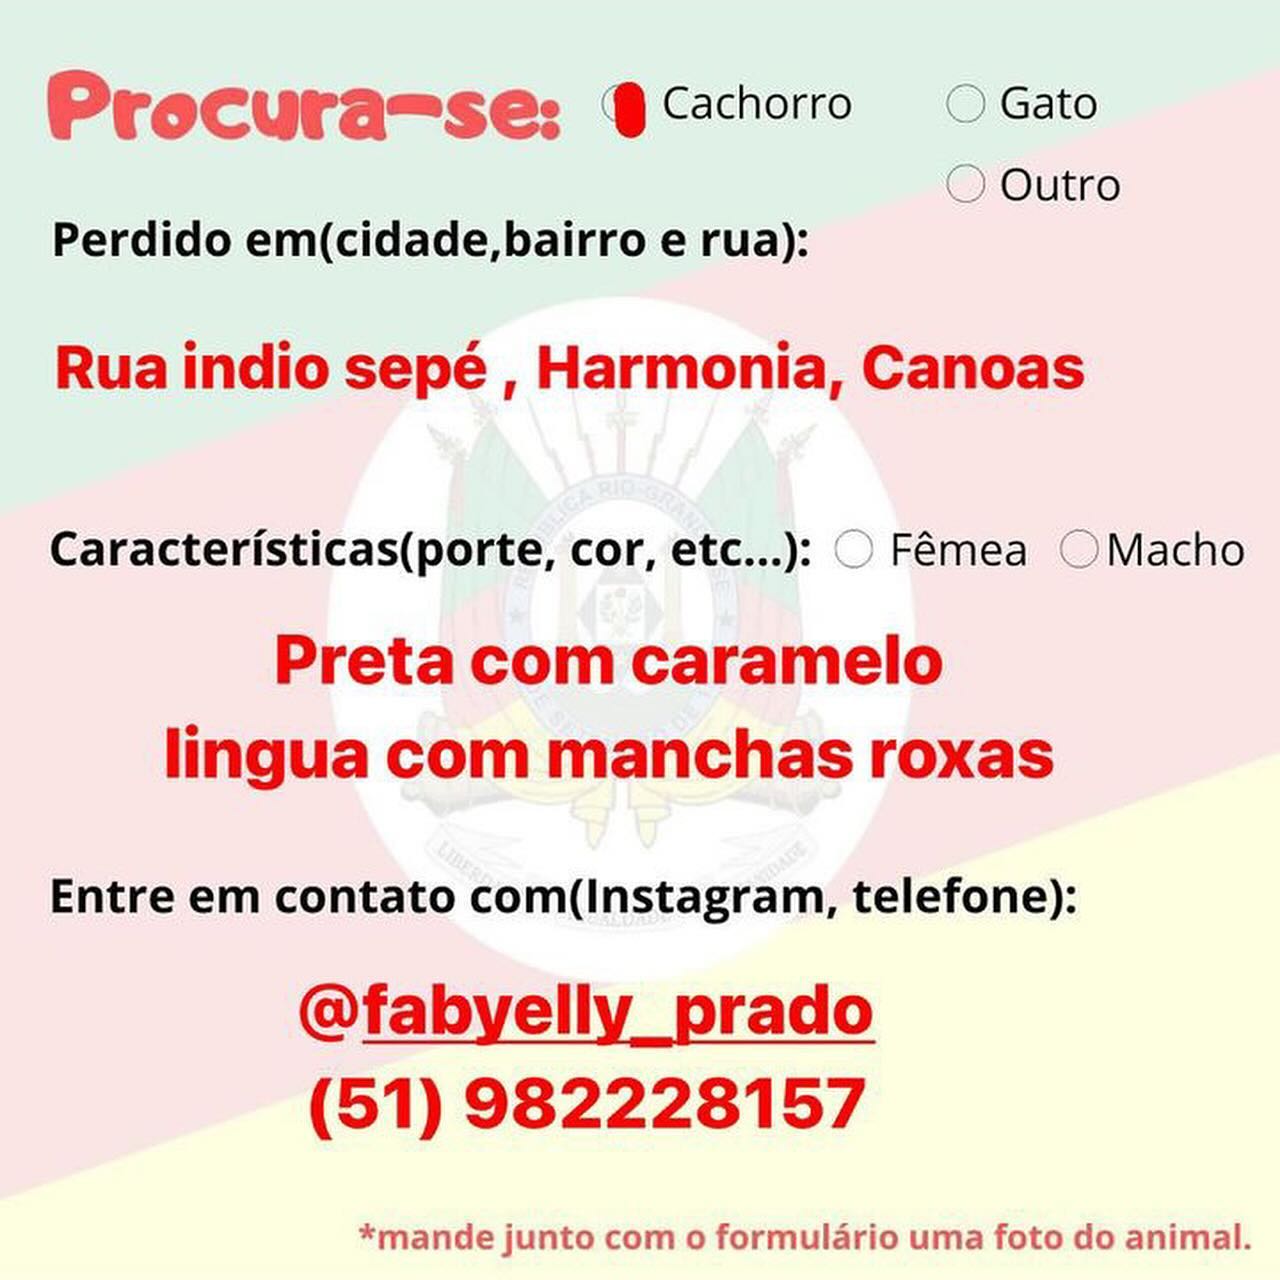 Procura-se: Cachorro Gato
Outro
Perdido em(cidade,bairro e rua):
Rua indio sepé , Harmonia, Canoas
Características(porte, cor, etc...): Fêmea Macho
Preta com caramelo
lingua com manchas roxas
Entre em contato com(Instagram, telefone):
@fabyelly_prado
(51) 982228157
*mande junto com o formulário uma foto do animal.